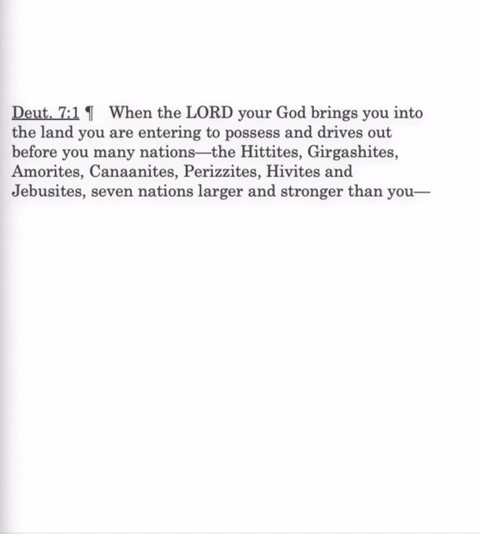 Deut. 7:1 ¶ When the LORD your God brings you into
the land you are entering to possess and drives out
before you many nations—the Hittites, Girgashites,
Amorites, Canaanites, Perizzites, Hivites and
Jebusites, seven nations larger and stronger than you—